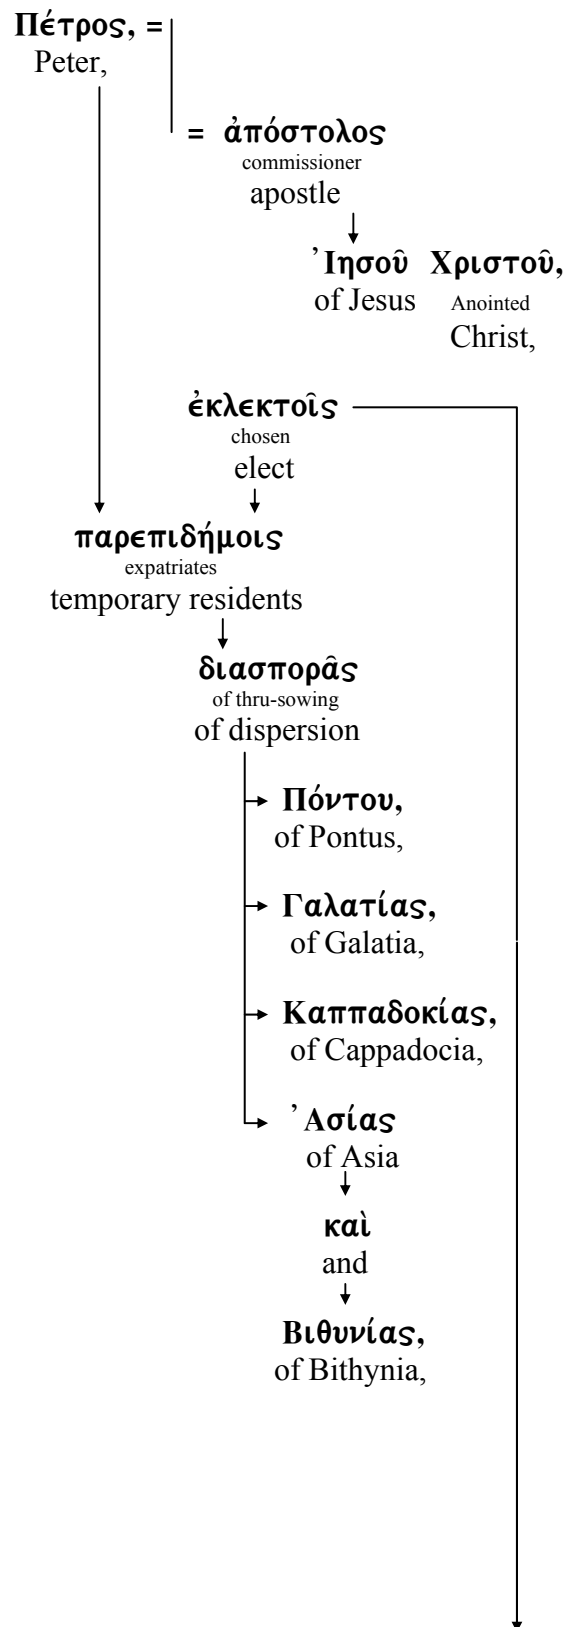 Πέτρος, =
Peter,
= ἀπόστολος
commissioner
apostle
Ἰησοῦ Χριστοῦ,
of Jesus Anointed
Christ,
ἐκλεκτοῖς
chosen
elect
παρεπιδήμοις
expatriates
temporary residents
διασπορᾶς
of thru-sowing
of dispersion
Πόντου,
of Pontus,
Γαλατίας,
of Galatia,
Καππαδοκίας,
of Cappadocia,
Ἀσίας
of Asia
καὶ
and
Βιθυνίας,
of Bithynia,